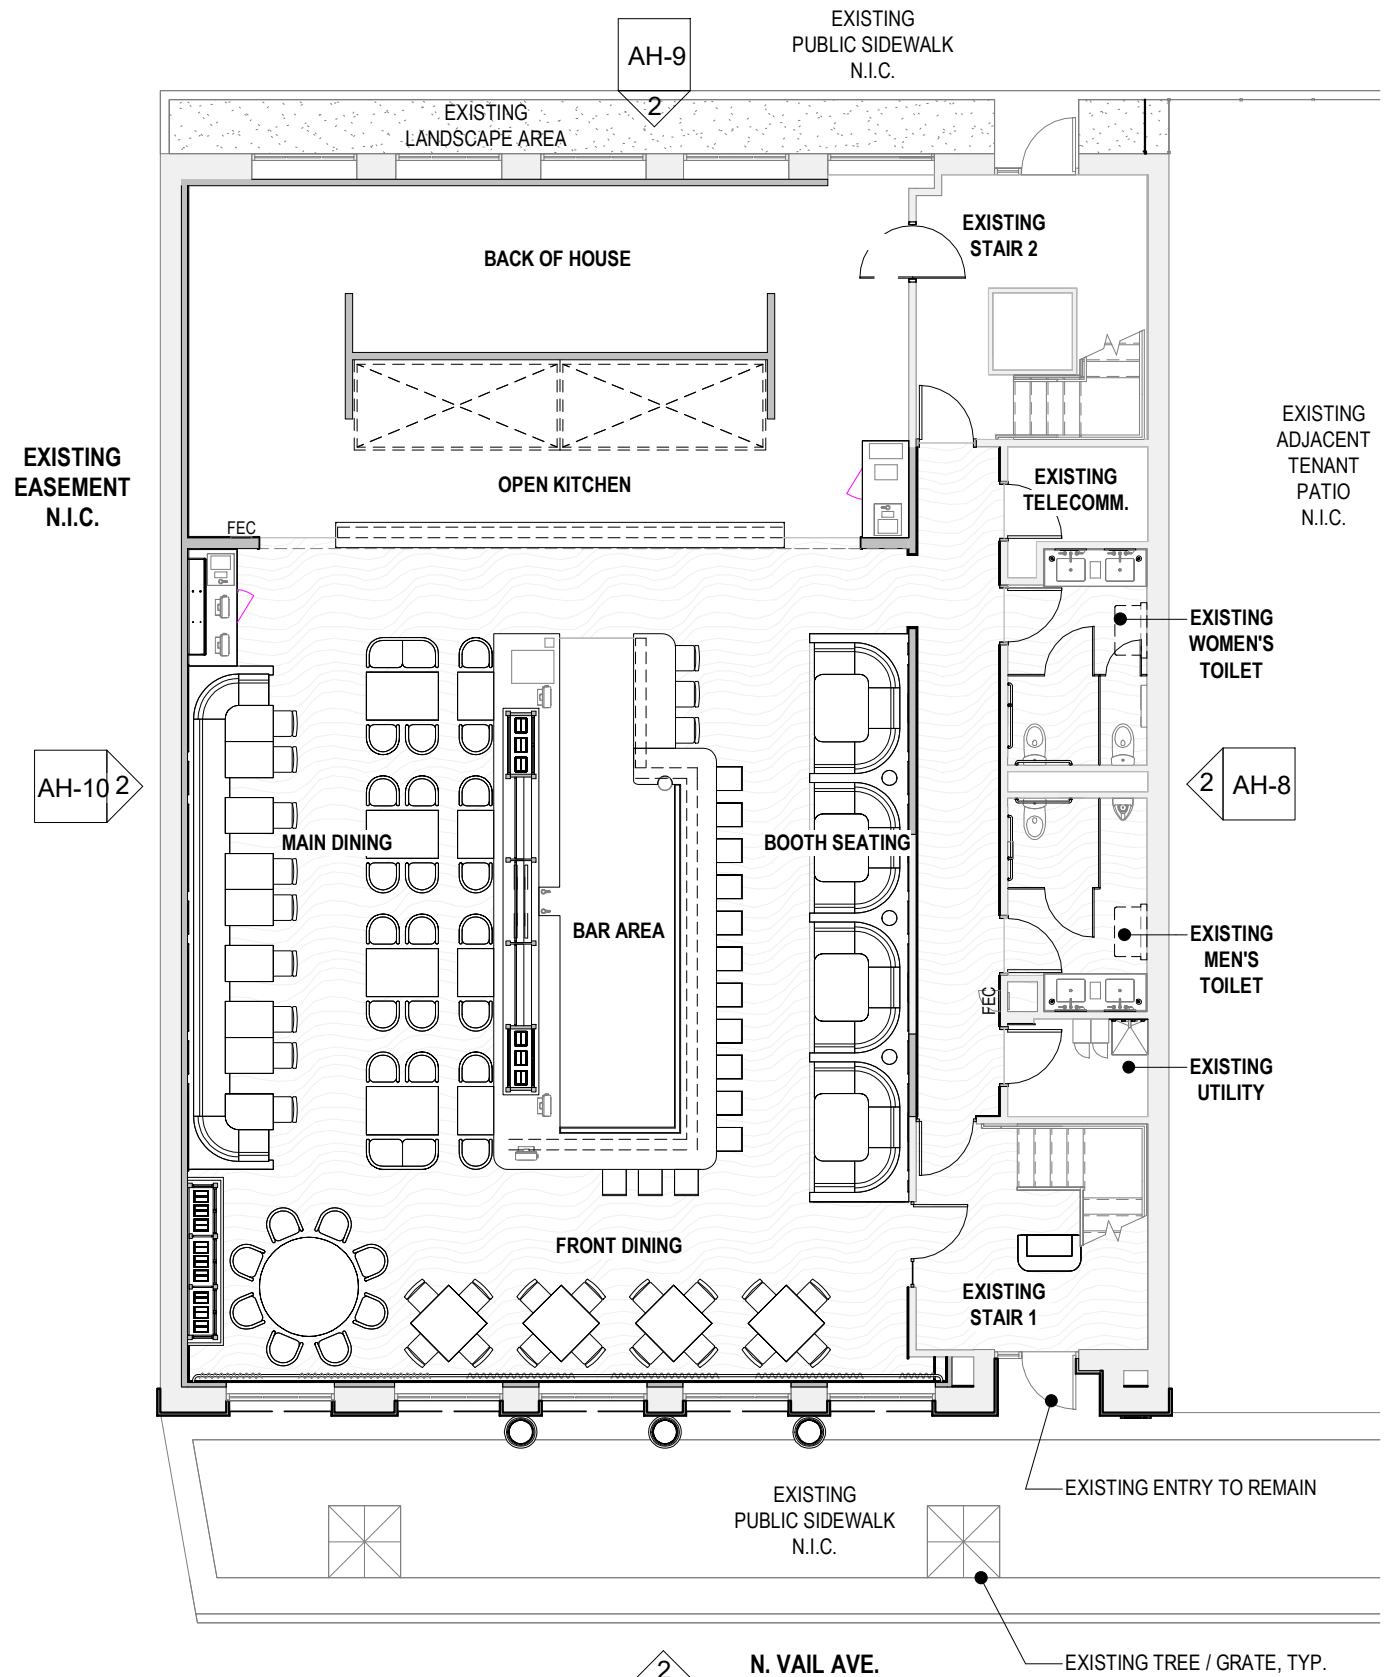 EXISTING
PUBLIC SIDEWALK
N.I.C.
AH-9
2
EXISTING
LANDSCAPE AREA
EXISTING
STAIR 2
BACK OF HOUSE
EXISTING
ADJACENT
TENANT
PATIO
N.I.C.
EXISTING
EASEMENT
N.I.C.
OPEN KITCHEN
EXISTING
TELECOMM.
FEC
EXISTING
WOMEN'S
TOILET
AH-10
2
2
AH-8
MAIN DINING
BOOTH SEATING
BAR AREA
EXISTING
MEN'S
TOILET
FEC
EXISTING
UTILITY
FRONT DINING
EXISTING
STAIR 1
EXISTING ENTRY TO REMAIN
EXISTING
PUBLIC SIDEWALK
N.I.C.
2
N. VAIL AVE.
EXISTING TREE / GRATE, TYP.